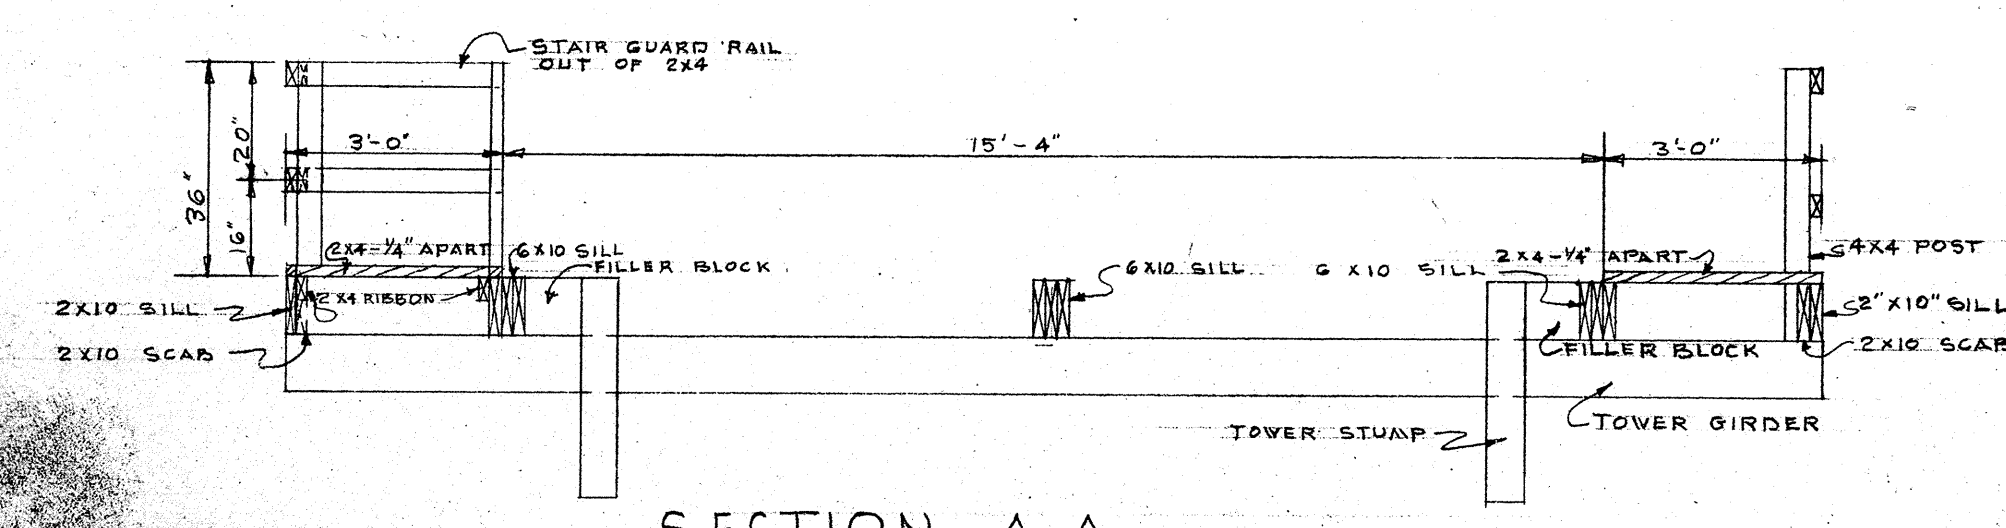 STAIR GUARD RAIL
OUT OF 2X4
3'-0"
15'-4"
3'-0"
20"
36"
16"
2X4-1/4" APART
6X10 SILL
FILLER BLOCK
2X4 RIBBON
2X10 SILL
2X10 SCAB
6X10 SILL
6 X10 SILL
2X4-1/4" APART
4X4 POST
2"X10" SILL
2X10 SCAB
FILLER BLOCK
TOWER GIRDER
TOWER STUMP
SECTION A A